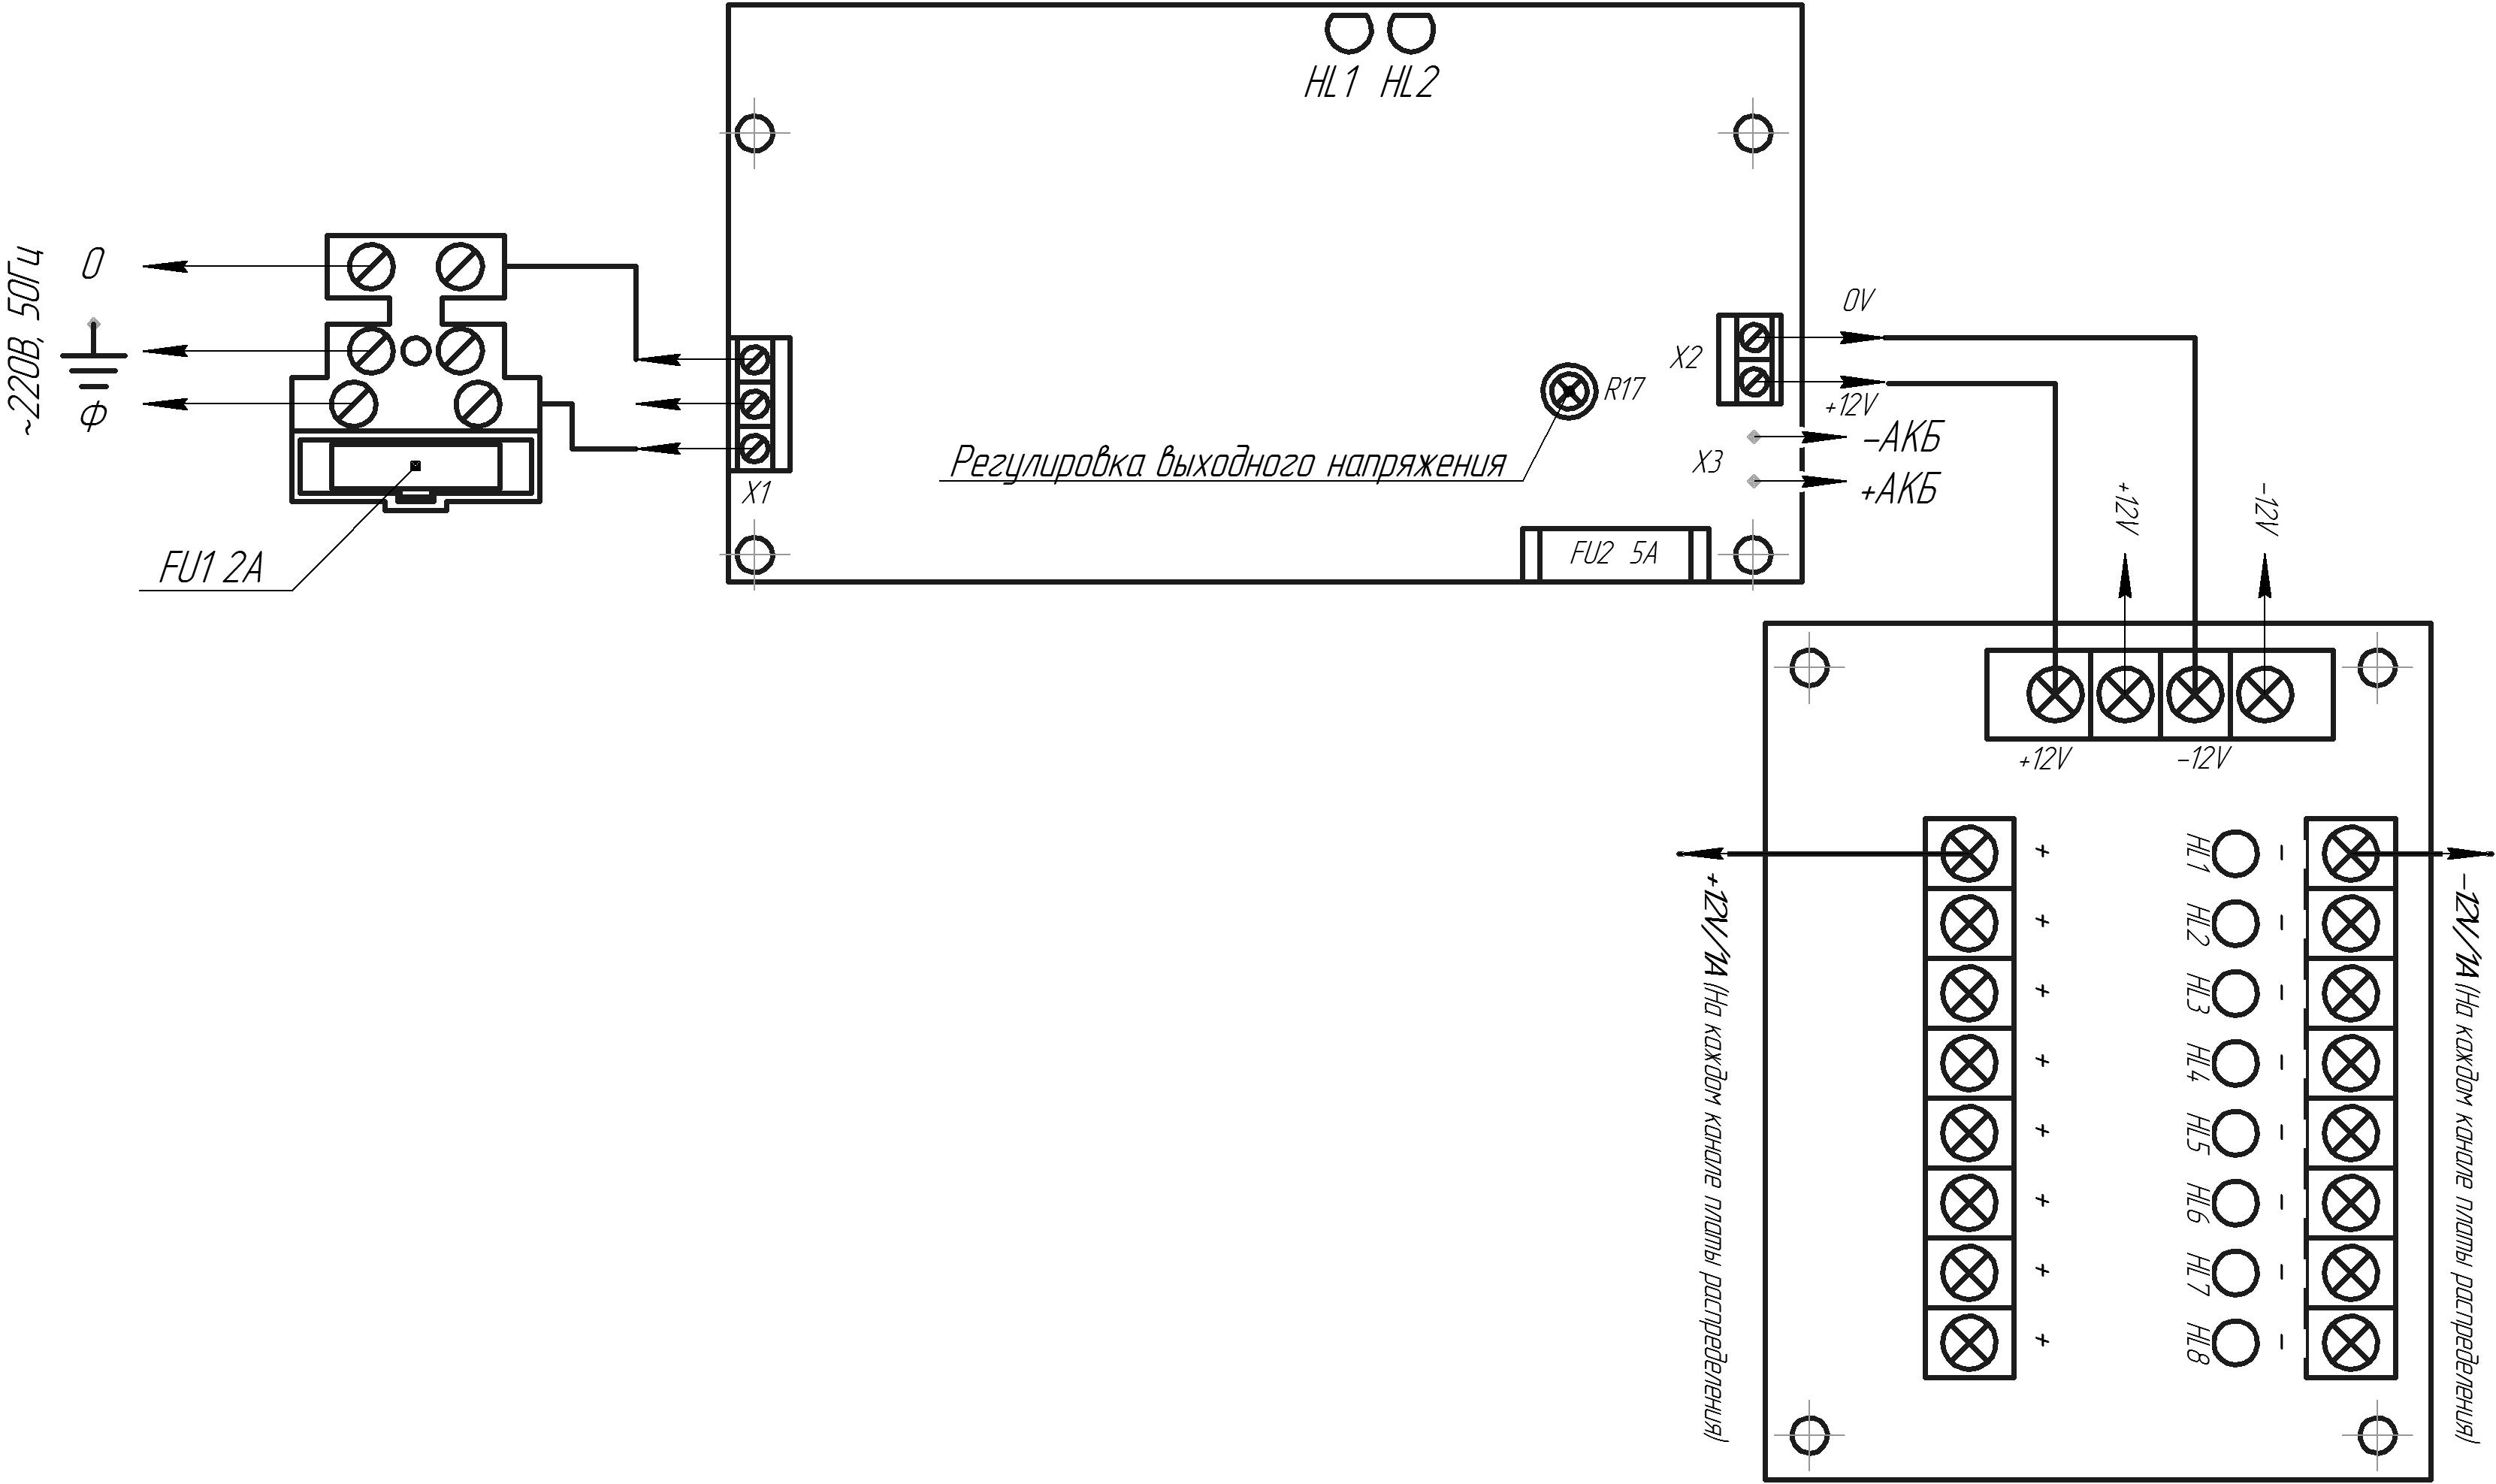 HL1 HL2
~220В, 50Гц
0
Ф
FU1 2A
X1
Регулировка выходного напряжения
R17
X2
0V
+12V
X3
-АКБ
+АКБ
FU2 5A
+12V
-12V
+12V
-12V
+ HL1 -
+ HL2 -
+ HL3 -
+ HL4 -
+ HL5 -
+ HL6 -
+ HL7 -
+ HL8 -
+12V//1A (На каждом канале платы распределения)
-12V//1A (На каждом канале платы распределения)